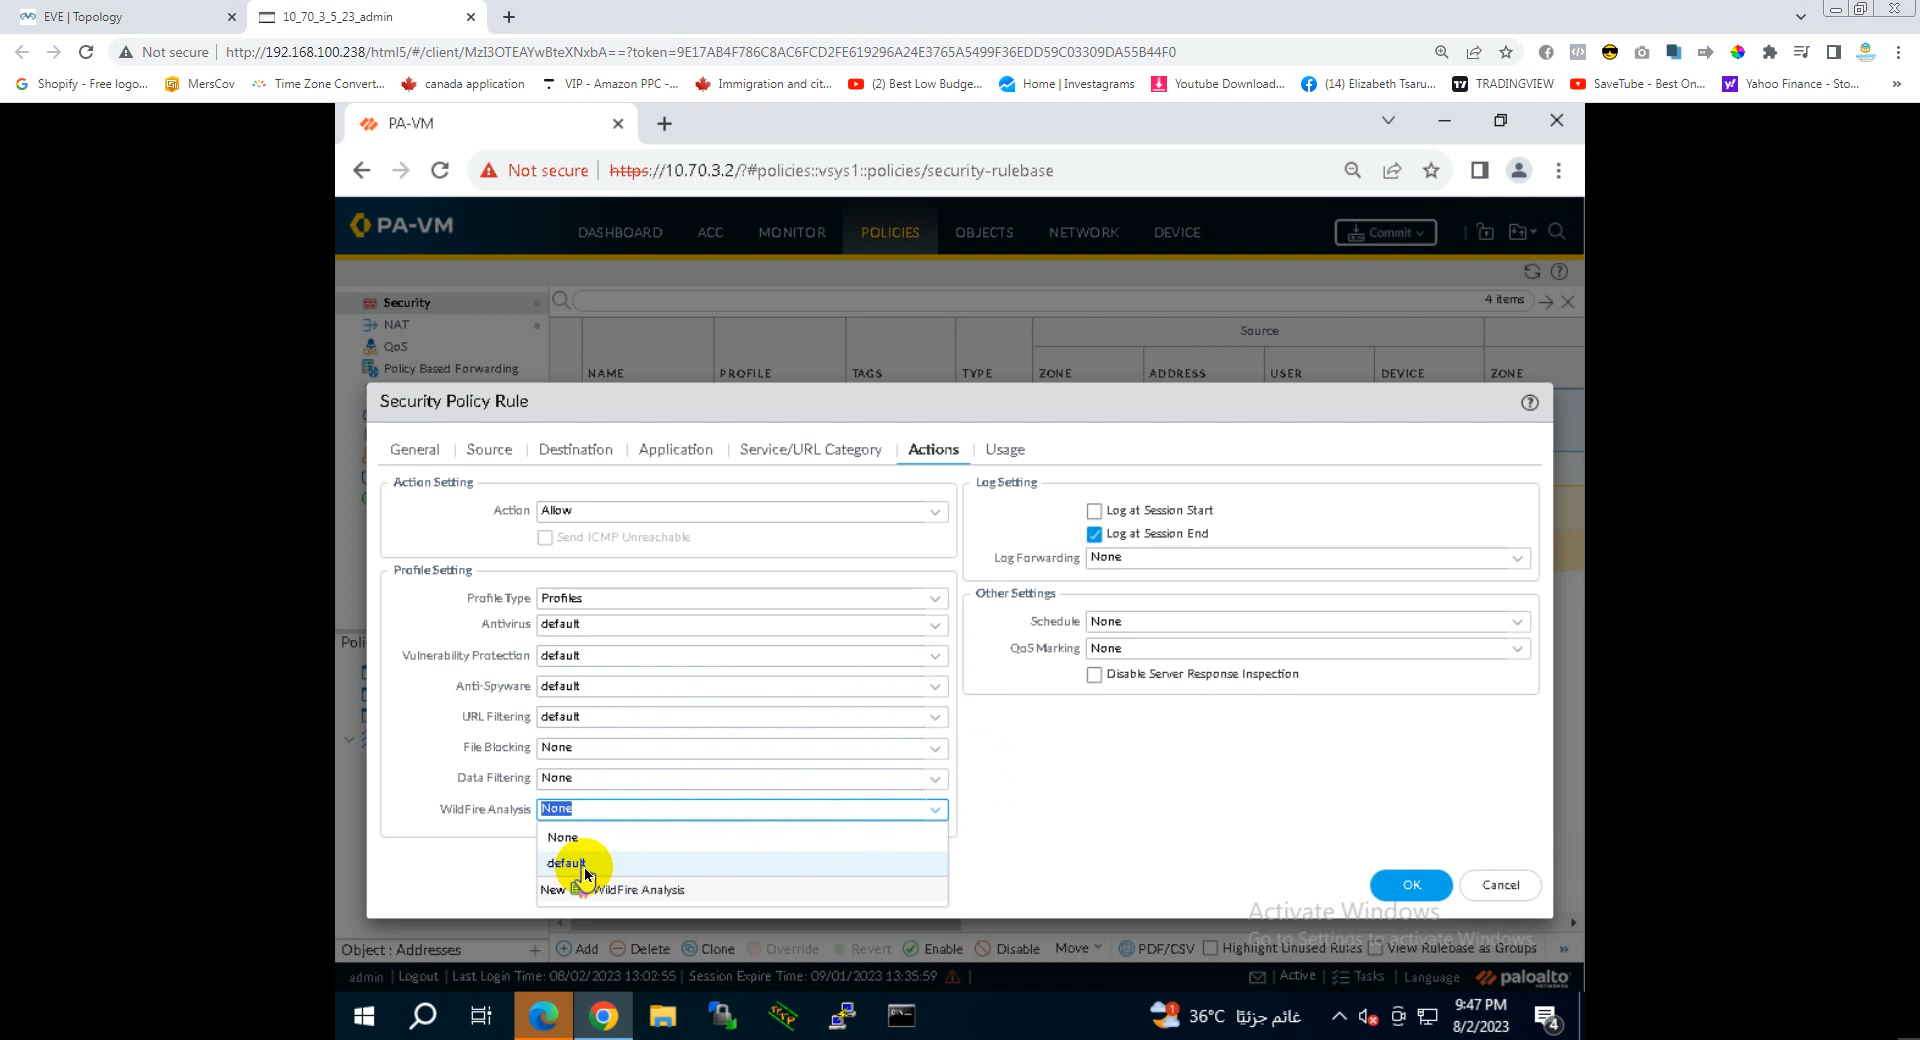 EVE | Topology
10_70_3_5_23_admin
Not secure
http://192.168.100.238/html5/#/client/MzI3OTEAYwBteXNxbA==?token=9E17AB4F786C8AC6FCD2FE619296A24E3765A5499F36EDD59C03309DA55B44F0
Shopify - Free logo...
MersCov
Time Zone Convert...
canada application
VIP - Amazon PPC -...
Immigration and cit...
(2) Best Low Budge...
Home | Investagrams
Youtube Download...
(14) Elizabeth Tsaru...
TRADINGVIEW
SaveTube - Best On...
Yahoo Finance - Sto...
»
PA-VM
Not secure
https://10.70.3.2/?#policies::vsys1::policies/security-rulebase
PA-VM
DASHBOARD
ACC
MONITOR
POLICIES
OBJECTS
NETWORK
DEVICE
Commit
Security
NAT
QoS
Policy Based Forwarding
4 items
Source
NAME
PROFILE
TAGS
TYPE
ZONE
ADDRESS
USER
DEVICE
ZONE
Security Policy Rule
General
Source
Destination
Application
Service/URL Category
Actions
Usage
Action Setting
Action
Allow
Send ICMP Unreachable
Profile Setting
Profile Type
Profiles
Antivirus
default
Vulnerability Protection
default
Anti-Spyware
default
URL Filtering
default
File Blocking
None
Data Filtering
None
WildFire Analysis
None
None
default
New WildFire Analysis
Log Setting
Log at Session Start
Log at Session End
Log Forwarding
None
Other Settings
Schedule
None
QoS Marking
None
Disable Server Response Inspection
OK
Cancel
Poli
Activate Windows
Go to Settings to activate Windows.
Object : Addresses
Add
Delete
Clone
Override
Revert
Enable
Disable
Move
PDF/CSV
Highlight Unused Rules
View Rulebase as Groups
»
admin | Logout | Last Login Time: 08/02/2023 13:02:55 | Session Expire Time: 09/01/2023 13:35:59
Active
Tasks
Language
paloalto
NETWORKS
36°C غائم جزئيًا
9:47 PM
8/2/2023
4